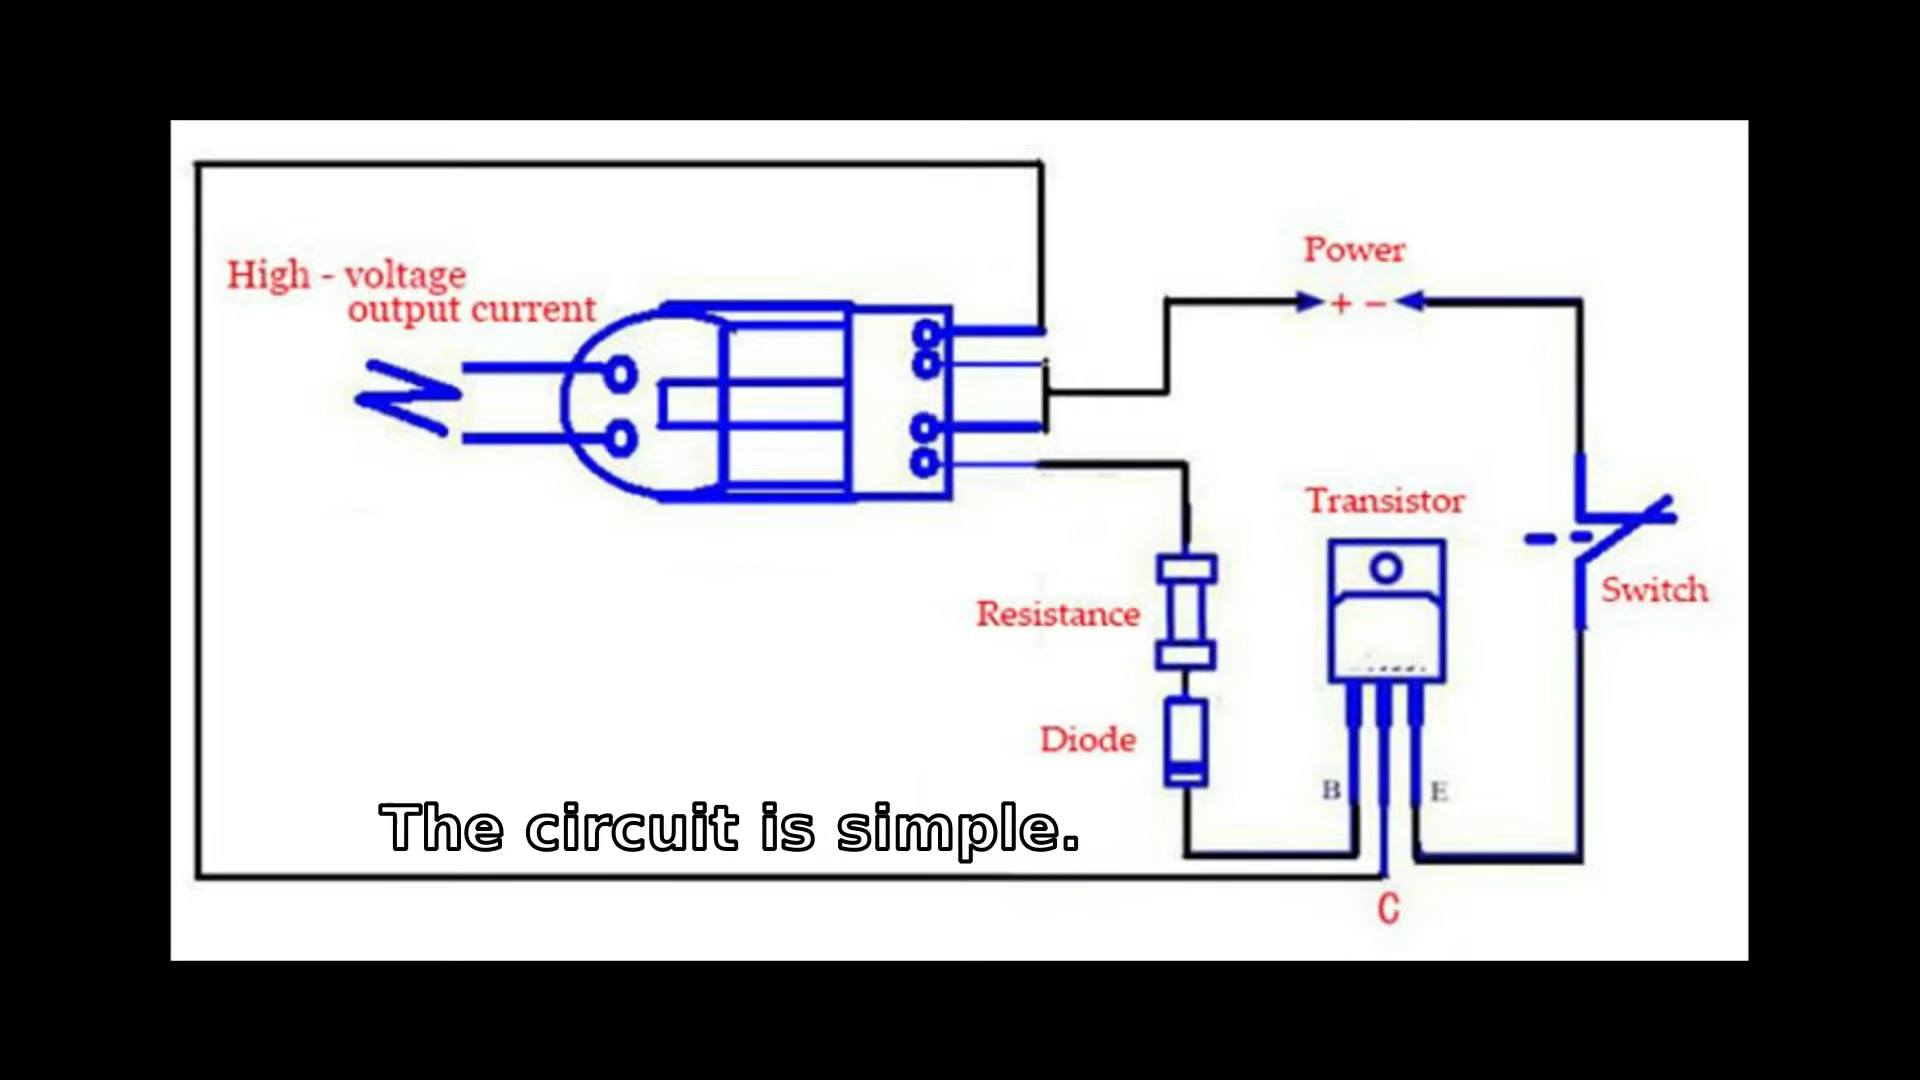 High - voltage
output current
Power
+ -
Transistor
Switch
Resistance
Diode
B
E
The circuit is simple.
C